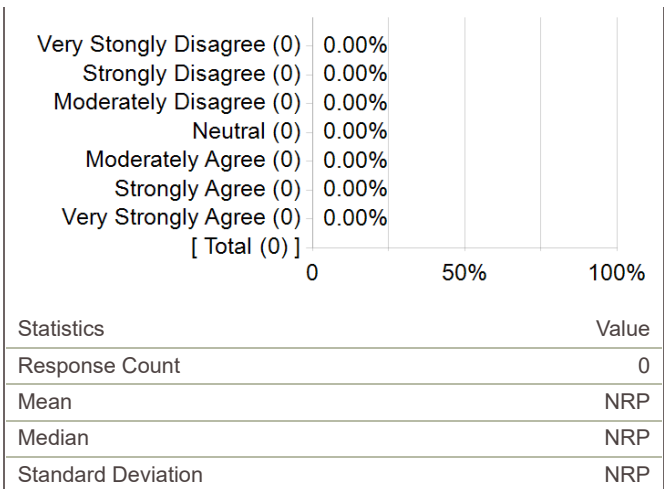 Very Stongly Disagree (0) 0.00%
Strongly Disagree (0) 0.00%
Moderately Disagree (0) 0.00%
Neutral (0) 0.00%
Moderately Agree (0) 0.00%
Strongly Agree (0) 0.00%
Very Strongly Agree (0) 0.00%
[ Total (0) ]
0 50% 100%
Statistics Value
Response Count 0
Mean NRP
Median NRP
Standard Deviation NRP